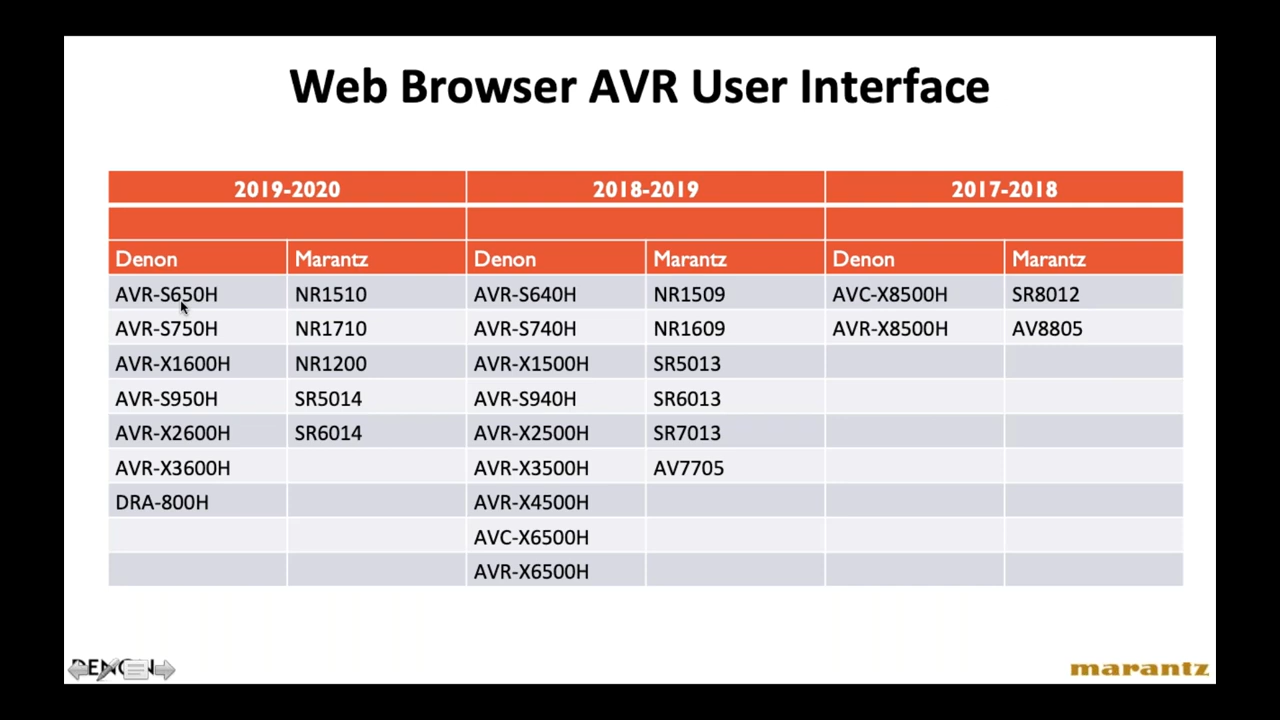 Web Browser AVR User Interface
2019-2020 2018-2019 2017-2018
Denon Marantz Denon Marantz Denon Marantz
AVR-S650H NR1510 AVR-S640H NR1509 AVC-X8500H SR8012
AVR-S750H NR1710 AVR-S740H NR1609 AVR-X8500H AV8805
AVR-X1600H NR1200 AVR-X1500H SR5013
AVR-S950H SR5014 AVR-S940H SR6013
AVR-X2600H SR6014 AVR-X2500H SR7013
AVR-X3600H AVR-X3500H AV7705
DRA-800H AVR-X4500H
AVC-X6500H
AVR-X6500H
DENON marantz